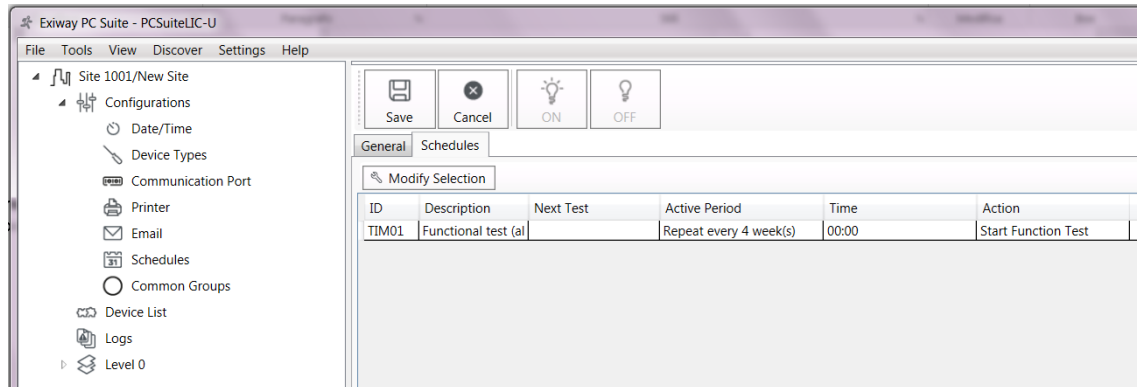 Exiway PC Suite - PCSuiteLIC-U
File Tools View Discover Settings Help
Site 1001/New Site
Configurations
Date/Time
Device Types
Communication Port
Printer
Email
31 Schedules
Common Groups
Device List
Logs
Level 0
Save Cancel ON OFF
General Schedules
Modify Selection
ID Description Next Test Active Period Time Action
TIM01 Functional test (al Repeat every 4 week(s) 00:00 Start Function Test